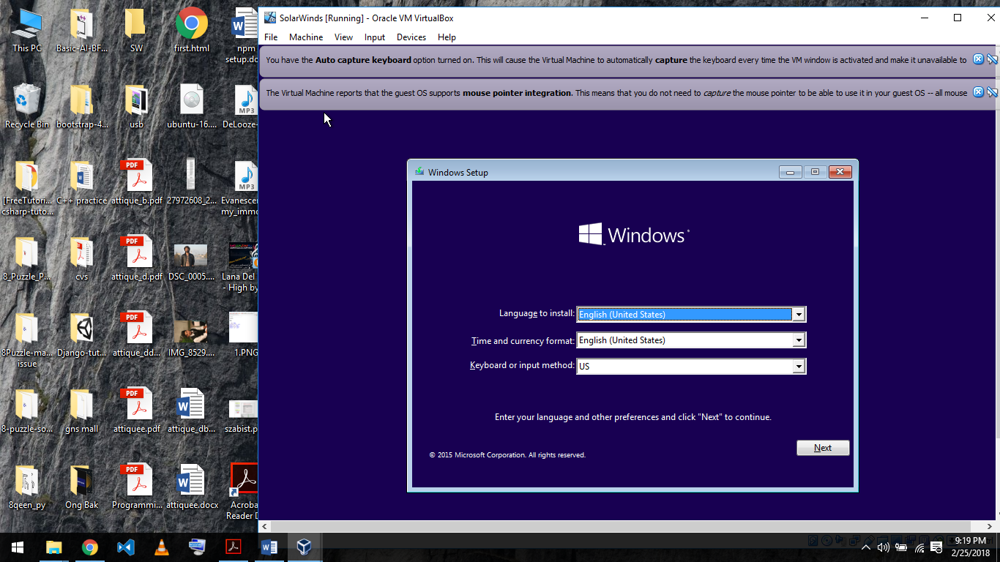 SolarWinds [Running] - Oracle VM VirtualBox
File Machine View Input Devices Help
You have the Auto capture keyboard option turned on. This will cause the Virtual Machine to automatically capture the keyboard every time the VM window is activated and make it unavailable to
The Virtual Machine reports that the guest OS supports mouse pointer integration. This means that you do not need to capture the mouse pointer to be able to use it in your guest OS -- all mouse
Windows Setup
Windows
Language to install: English (United States)
Time and currency format: English (United States)
Keyboard or input method: US
Enter your language and other preferences and click "Next" to continue.
Next
© 2015 Microsoft Corporation. All rights reserved.
This PC
Basic-AI-BF...
SW
first.html
npm
setup.do
Recycle Bin
bootstrap-4...
usb
ubuntu-16....
MP3
DeLooze-
[FreeTutori...
csharp-tuto...
C++ practice
PDF
attique_b.pdf
27972608_2...
MP3
Evanescen
my_immo
8_Puzzle_P...
cvs
PDF
attique_d.pdf
DSC_0005....
Lana Del
- High by
8Puzzle-ma...
issue
Django-tut...
PDF
attique_dd...
IMG_8529....
1.PNG
8-puzzle-so...
gns mall
PDF
attiquee.pdf
attique_db...
szabist.p
8qeen_py
Ong Bak
PDF
Programmi...
attiquee.docx
Acroba
Reader D
9:19 PM
2/25/2018